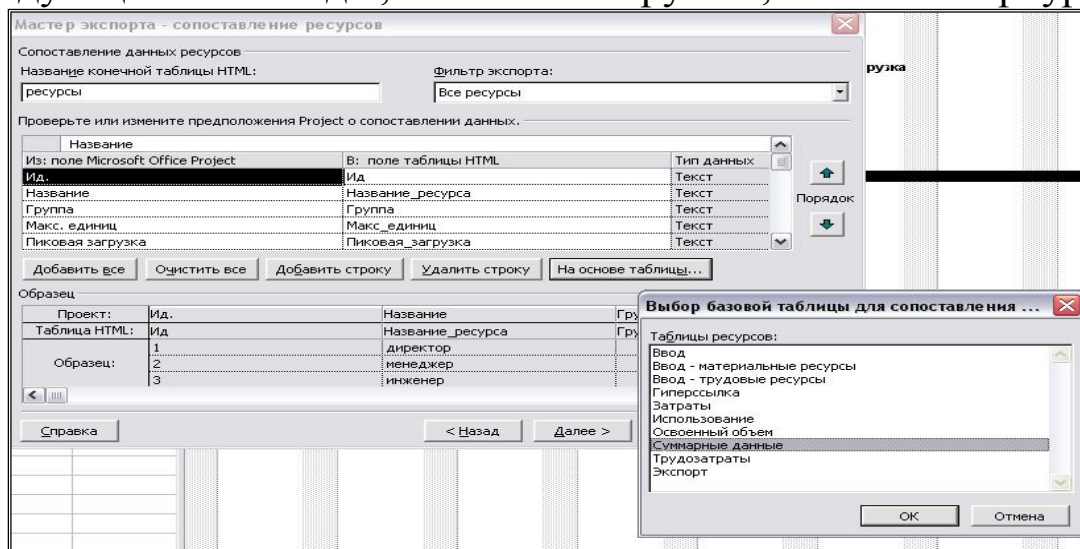 Мастер экспорта - сопоставление ресурсов
Сопоставление данных ресурсов
Название конечной таблицы HTML:
Фильтр экспорта:
ресурсы
Все ресурсы
Проверьте или измените предположения Project о сопоставлении данных.
Название
Из: поле Microsoft Office Project
В: поле таблицы HTML
Тип данных
Ид.
Ид
Текст
Название
Название_ресурса
Текст
Группа
Группа
Текст
Макс. единиц
Макс_единиц
Текст
Пиковая загрузка
Пиковая_загрузка
Текст
Порядок
Добавить все
Очистить все
Добавить строку
Удалить строку
На основе таблицы...
Образец
Проект:
Ид.
Название
Гру
Таблица HTML:
Ид
Название_ресурса
Гру
Образец:
1
директор
2
менеджер
3
инженер
Справка
< Назад
Далее >
рузка
Выбор базовой таблицы для сопоставления ...
Таблицы ресурсов:
Ввод
Ввод - материальные ресурсы
Ввод - трудовые ресурсы
Гиперссылка
Затраты
Использование
Освоенный объем
Суммарные данные
Трудозатраты
Экспорт
ОК
Отмена